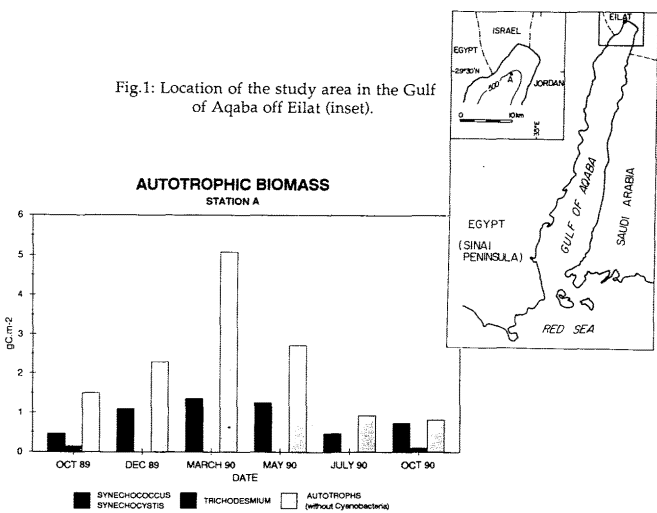 Fig.1: Location of the study area in the Gulf
of Aqaba off Eilat (inset).
EILAT
ISRAEL
EGYPT
29°30'N
500
A
JORDAN
0 10km
35°E
GULF OF AQABA
SAUDI ARABIA
EGYPT
(SINAI
PENINSULA)
RED SEA
AUTOTROPHIC BIOMASS
STATION A
gC.m-2
6
5
4
3
2
1
0
OCT 89 DEC 89 MARCH 90 MAY 90 JULY 90 OCT 90
DATE
SYNECHOCOCCUS
SYNECHOCYSTIS
TRICHODESMIUM
AUTOTROPHS
(without Cyanobacteria)